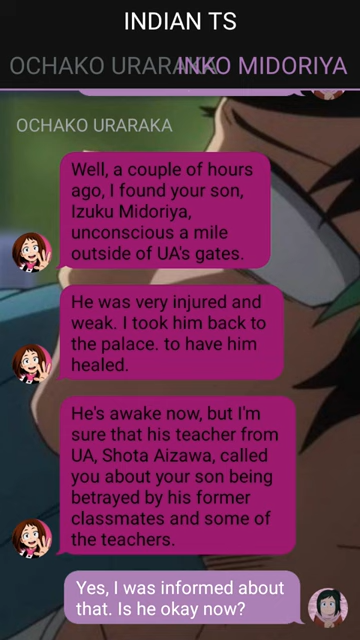 INDIAN TS
OCHAKO URARAKA INKO MIDORIYA
OCHAKO URARAKA
Well, a couple of hours
ago, I found your son,
Izuku Midoriya,
unconscious a mile
outside of UA's gates.
He was very injured and
weak. I took him back to
the palace. to have him
healed.
He's awake now, but I'm
sure that his teacher from
UA, Shota Aizawa, called
you about your son being
betrayed by his former
classmates and some of
the teachers.
Yes, I was informed about
that. Is he okay now?